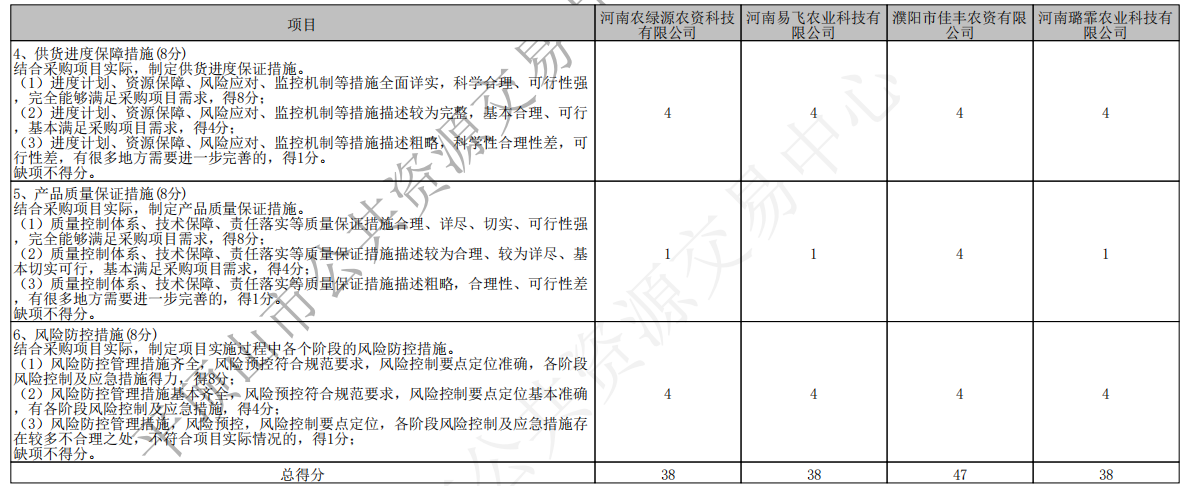 项目
河南农绿源农资科技有限公司
河南易飞农业科技有限公司
濮阳市佳丰农资有限公司
河南璐霏农业科技有限公司
4、供货进度保障措施(8分)
结合采购项目实际，制定供货进度保证措施。
（1）进度计划、资源保障、风险应对、监控机制等措施全面详实，科学合理、可行性强
，完全能够满足采购项目需求，得8分；
（2）进度计划、资源保障、风险应对、监控机制等措施描述较为完整，基本合理、可行
，基本满足采购项目需求，得4分；
（3）进度计划、资源保障、风险应对、监控机制等措施描述粗略，科学性合理性差，可
行性差，有很多地方需要进一步完善的，得1分。
缺项不得分。
4
4
4
4
5、产品质量保证措施(8分)
结合采购项目实际，制定产品质量保证措施。
（1）质量控制体系、技术保障、责任落实等质量保证措施合理、详尽、切实、可行性强
，完全能够满足采购项目需求，得8分；
（2）质量控制体系、技术保障、责任落实等质量保证措施描述较为合理、较为详尽、基
本切实可行，基本满足采购项目需求，得4分；
（3）质量控制体系、技术保障、责任落实等质量保证措施描述粗略，合理性、可行性差
，有很多地方需要进一步完善的，得1分。
缺项不得分。
1
1
4
1
6、风险防控措施(8分)
结合采购项目实际，制定项目实施过程中各个阶段的风险防控措施。
（1）风险防控管理措施齐全，风险预控符合规范要求，风险控制要点定位准确，各阶段
风险控制及应急措施得力，得8分；
（2）风险防控管理措施基本齐全，风险预控符合规范要求，风险控制要点定位基本准确
，有各阶段风险控制及应急措施，得4分；
（3）风险防控管理措施，风险预控，风险控制要点定位，各阶段风险控制及应急措施存
在较多不合理之处，不符合项目实际情况的，得1分；
缺项不得分。
4
4
4
4
总得分
38
38
47
38
平顶山市公共资源交易中
公共资源交易中心